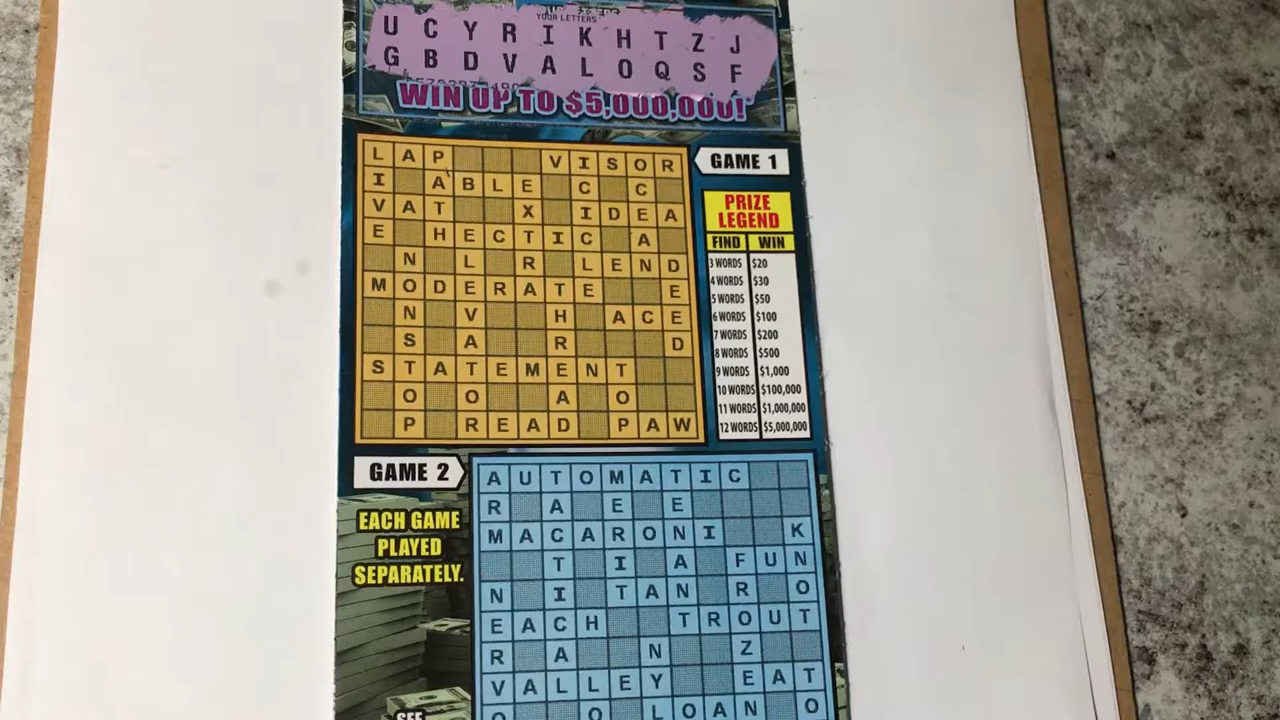 YOUR LETTERS
U C Y R I K H T Z J
G B D V A L O Q S F
WIN UP TO $5,000,000!
GAME 1
L A P V I S O R
I A B L E C C
V A T X I D E A
E H E C T I C A
N L R L E N D
M O D E R A T E E
N V H A C E
S A R D
S T A T E M E N T
O O A O
P R E A D P A W
PRIZE
LEGEND
FIND WIN
3 WORDS $20
4 WORDS $30
5 WORDS $50
6 WORDS $100
7 WORDS $200
8 WORDS $500
9 WORDS $1,000
10 WORDS $100,000
11 WORDS $1,000,000
12 WORDS $5,000,000
GAME 2
EACH GAME
PLAYED
SEPARATELY.
SEE
A U T O M A T I C
R A E E
M A C A R O N I K
T I A F U N
N I T A N R O
E A C H T R O U T
R A N Z
V A L L E Y E A T
O O L O A N O